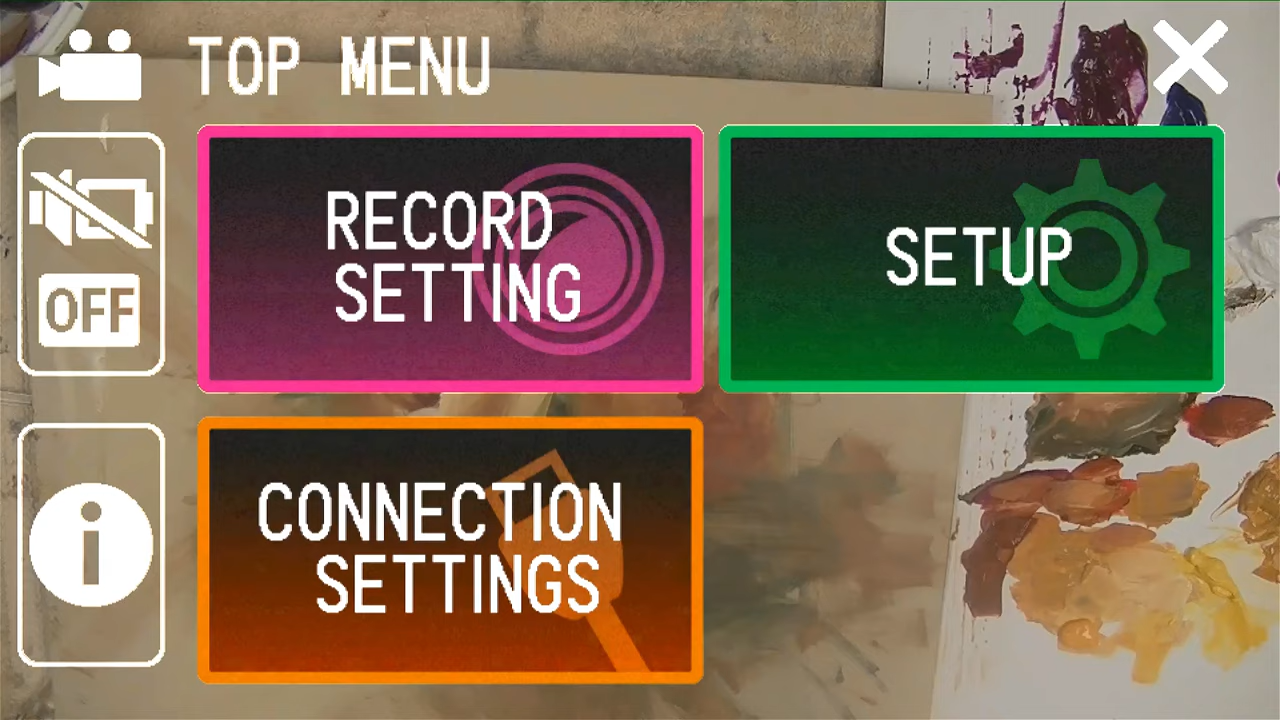 TOP MENU
OFF
RECORD
SETTING
SETUP
i
CONNECTION
SETTINGS